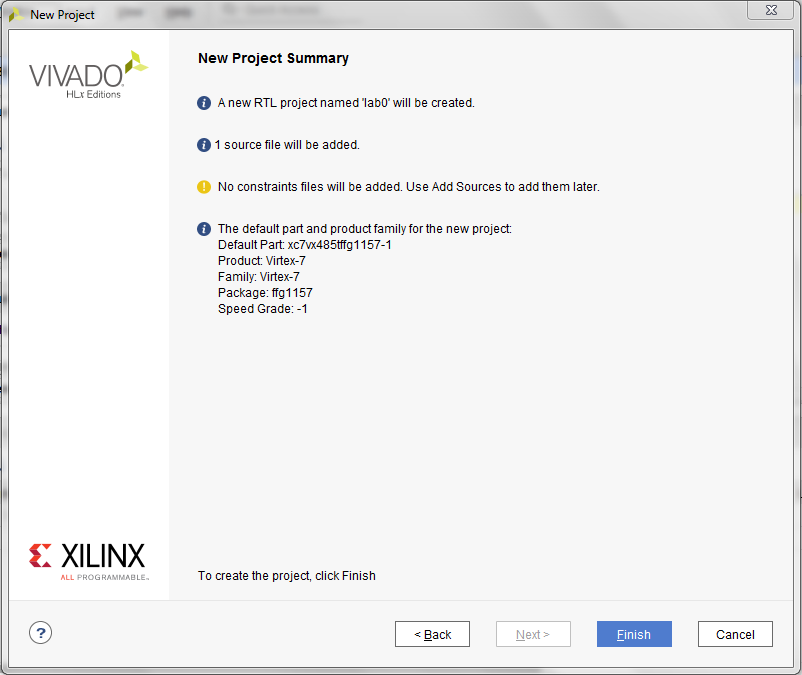 New Project
New Project Summary
VIVADO
HLx Editions
A new RTL project named 'lab0' will be created.
1 source file will be added.
No constraints files will be added. Use Add Sources to add them later.
The default part and product family for the new project:
Default Part: xc7vx485tffg1157-1
Product: Virtex-7
Family: Virtex-7
Package: ffg1157
Speed Grade: -1
XILINX
ALL PROGRAMMABLE™
To create the project, click Finish
?
< Back
Next >
Finish
Cancel